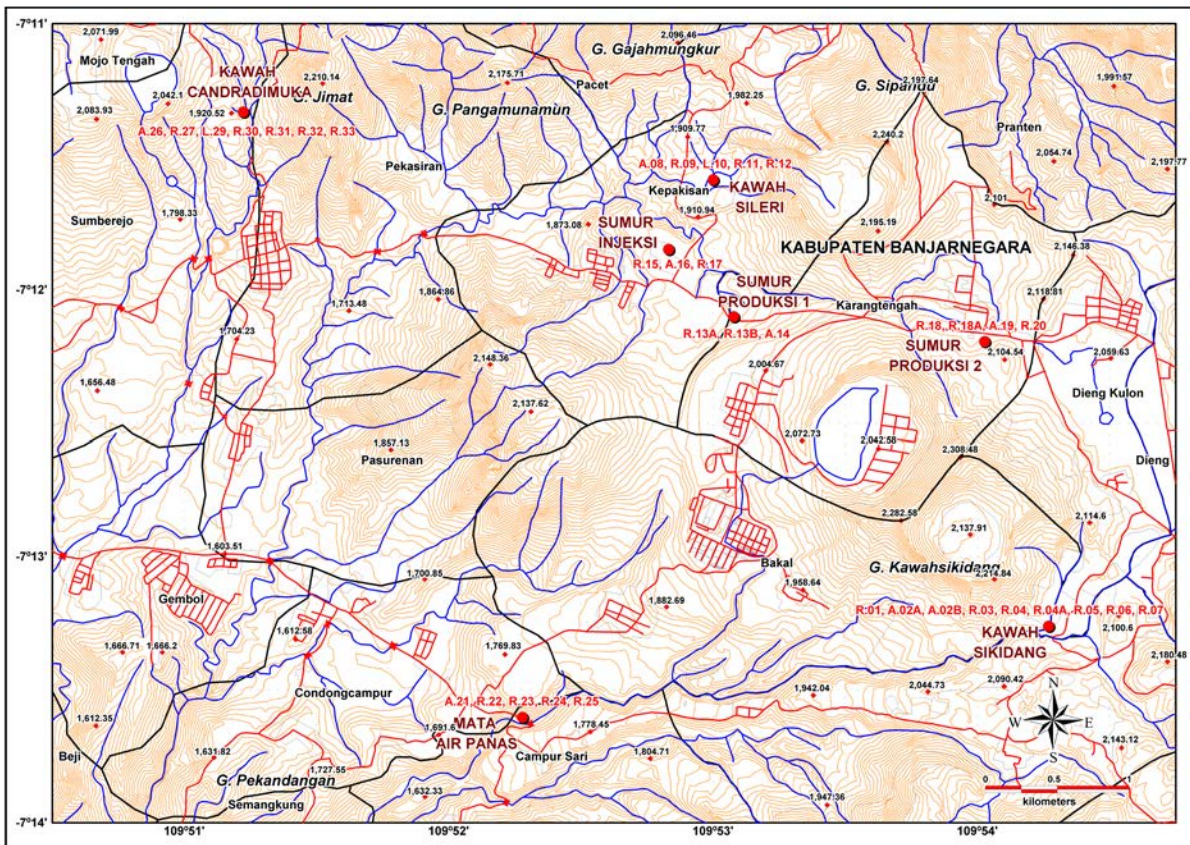 -7°11'
2,071.99
2,096.46
Mojo Tengah
G. Gajahmungkur
KAWAH
CANDRADIMUKA
2,210.14
2,175.71
Pacet
2,197.64
1,991.57
G. Jimat
G. Pangamunamun
G. Sipandu
2,042.1
2,083.93
1,920.52
1,982.25
Pranten
A.26, R.27, L.29, R.30, R.31, R.32, R.33
1,909.77
2,240.2
2,054.74
2,197.77
Pekasiran
A.08, R.09, L.10, R.11, R.12
Kepakisan
KAWAH
SILERI
2,101
Sumberejo
1,798.33
1,873.08
1,910.94
2,195.19
SUMUR
INJEKSI
KABUPATEN BANJARNEGARA
2,146.38
R.15, A.16, R.17
-7°12'
1,864.86
1,713.48
SUMUR
PRODUKSI 1
Karangtengah
2,118.81
1,704.23
R.13A, R.13B, A.14
R.18, R.18A, A.19, R.20
SUMUR
PRODUKSI 2
2,104.54
2,059.63
2,148.36
2,004.67
1,656.48
Dieng Kulon
2,137.62
2,072.73
2,042.58
1,857.13
Pasurenan
2,308.48
Dieng
2,282.58
2,114.6
2,137.91
-7°13'
1,603.51
1,700.85
Bakal
G. Kawahsikidang
2,214.84
1,958.64
Gembol
1,882.69
R.01, A.02A, A.02B, R.03, R.04, R.04A, R.05, R.06, R.07
1,612.58
2,100.6
KAWAH
SIKIDANG
1,666.71
1,666.2
1,769.83
2,180.48
Condongcampur
A.21, R.22, R.23, R.24, R.25
1,942.04
2,044.73
2,090.42
N
W
E
S
1,612.35
MATA
AIR PANAS
1,691.6
1,778.45
2,143.12
Beji
1,631.82
Campur Sari
1,804.71
G. Pekandangan
1,727.55
0 0.5 1
kilometers
Semangkung
1,632.33
1,947.36
-7°14'
109°51'
109°52'
109°53'
109°54'